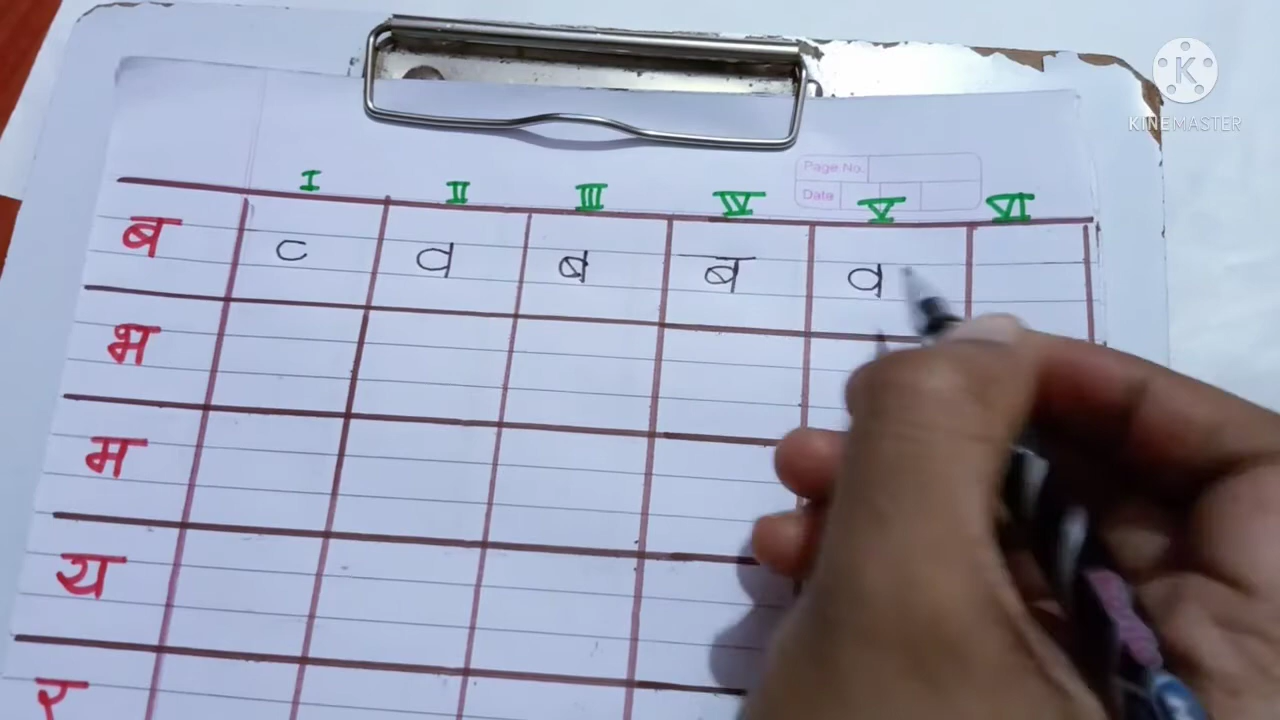 KINEMASTER
Page No.
Date
I II III IV V VI
ब c व ब ब व
भ
म
य
र